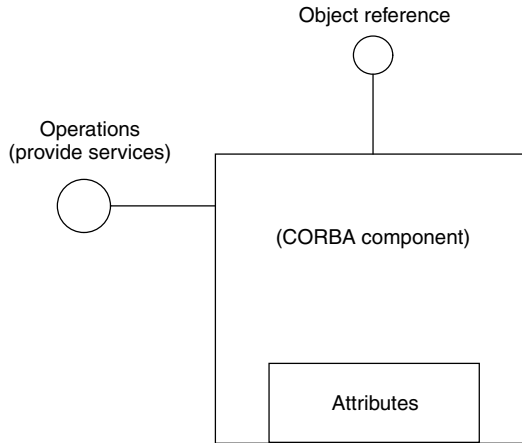 Object reference
Operations
(provide services)
(CORBA component)
Attributes